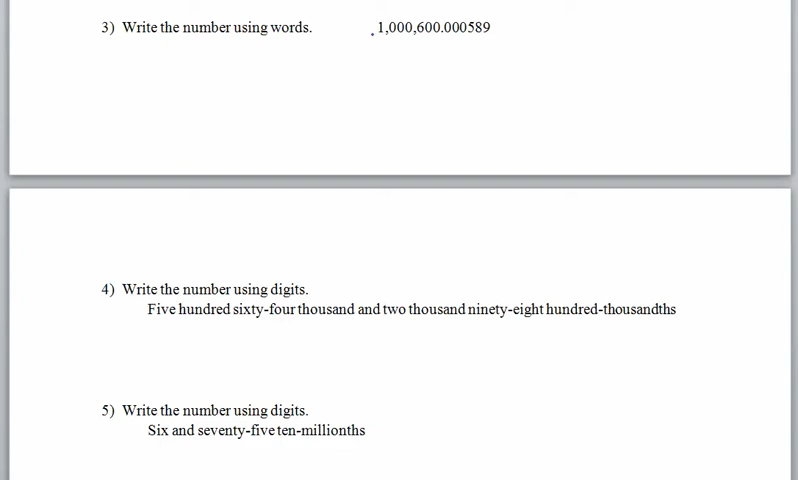 3) Write the number using words. 1,000,600.000589
4) Write the number using digits.
Five hundred sixty-four thousand and two thousand ninety-eight hundred-thousandths
5) Write the number using digits.
Six and seventy-five ten-millionths